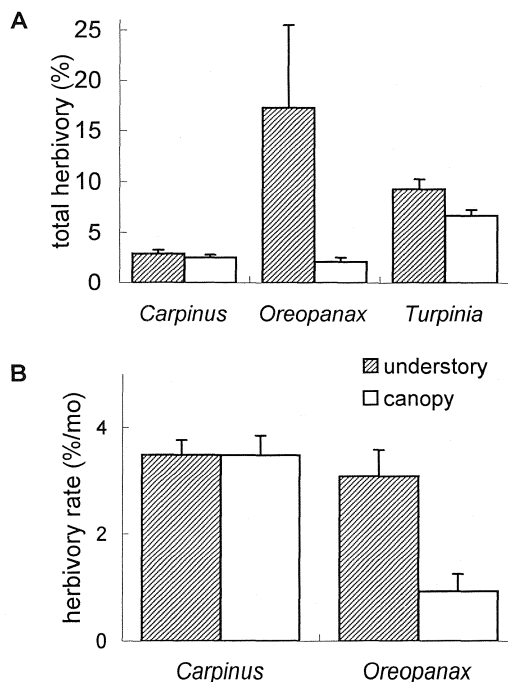 A
total herbivory (%)
25
20
15
10
5
0
Carpinus Oreopanax Turpinia
understory
canopy
B
herbivory rate (%/mo)
4
2
0
Carpinus Oreopanax